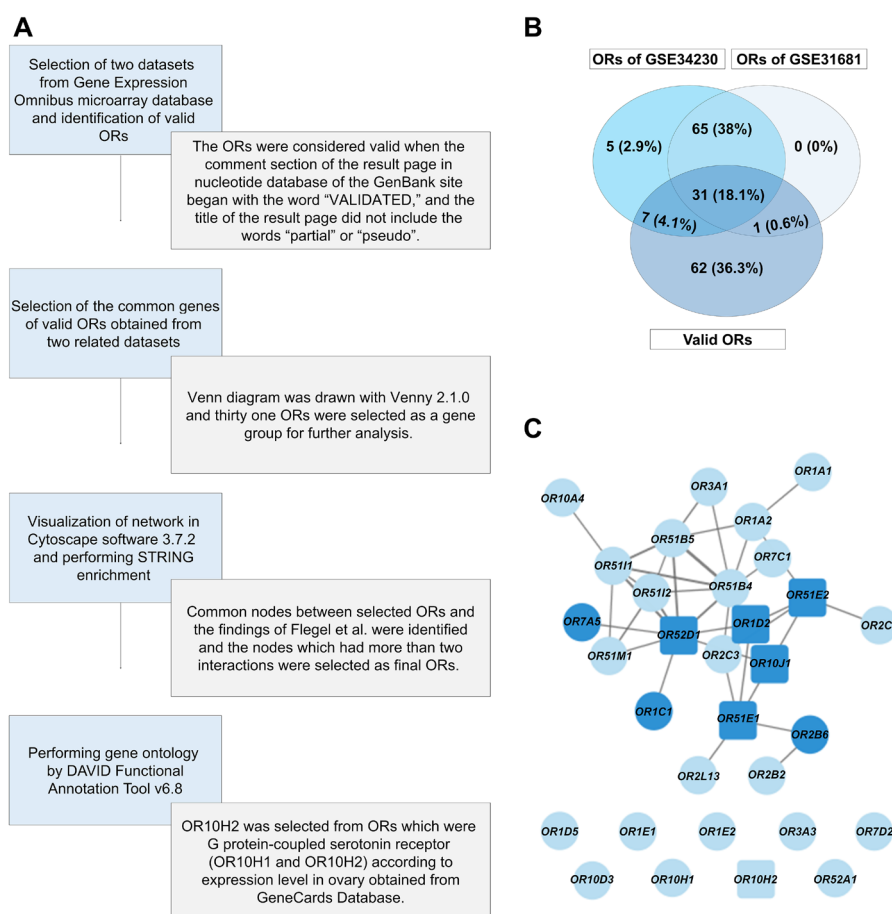 A
Selection of two datasets
from Gene Expression
Omnibus microarray database
and identification of valid
ORs
The ORs were considered valid when the
comment section of the result page in
nucleotide database of the GenBank site
began with the word “VALIDATED,” and the
title of the result page did not include the
words “partial” or “pseudo”.
Selection of the common genes
of valid ORs obtained from
two related datasets
Venn diagram was drawn with Venny 2.1.0
and thirty one ORs were selected as a gene
group for further analysis.
Visualization of network in
Cytoscape software 3.7.2
and performing STRING
enrichment
Common nodes between selected ORs and
the findings of Flegel et al. were identified
and the nodes which had more than two
interactions were selected as final ORs.
Performing gene ontology
by DAVID Functional
Annotation Tool v6.8
OR10H2 was selected from ORs which were
G protein-coupled serotonin receptor
(OR10H1 and OR10H2) according to
expression level in ovary obtained from
GeneCards Database.
B
ORs of GSE34230
ORs of GSE31681
5 (2.9%)
65 (38%)
0 (0%)
31 (18.1%)
7 (4.1%)
1 (0.6%)
62 (36.3%)
Valid ORs
C
OR1A1
OR3A1
OR10A4
OR1A2
OR51B5
OR7C1
OR51I1
OR51B4
OR51I2
OR51E2
OR7A5
OR1D2
OR2C
OR52D1
OR51M1
OR2C3
OR10J1
OR1C1
OR51E1
OR2B6
OR2L13
OR2B2
OR1D5
OR1E1
OR1E2
OR3A3
OR7D2
OR10D3
OR10H1
OR10H2
OR52A1